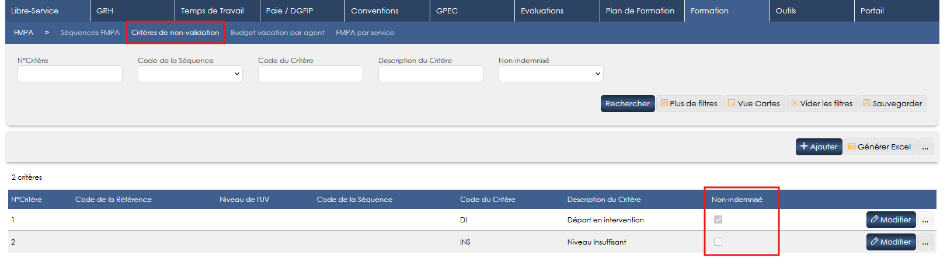 Libre-Service GRH Temps de Travail Paie / DGFIP Conventions GPEC Evaluations Plan de Formation Formation Outils Portail
FMPA > Séquences FMPA Critères de non-validation Budget vacation par agent FMPA par service
N°Critère Code de la Séquence Code du Critère Description du Critère Non-indemnisé
Rechercher Plus de filtres Vue Cartes Vider les filtres Sauvegarder
Ajouter Générer Excel ...
2 critères
N°Critère Code de la Référence Niveau de l'UV Code de la Séquence Code du Critère Description du Critère Non-indemnisé
1 DI Départ en intervention Modifier ...
2 INS Niveau Insuffisant Modifier ...